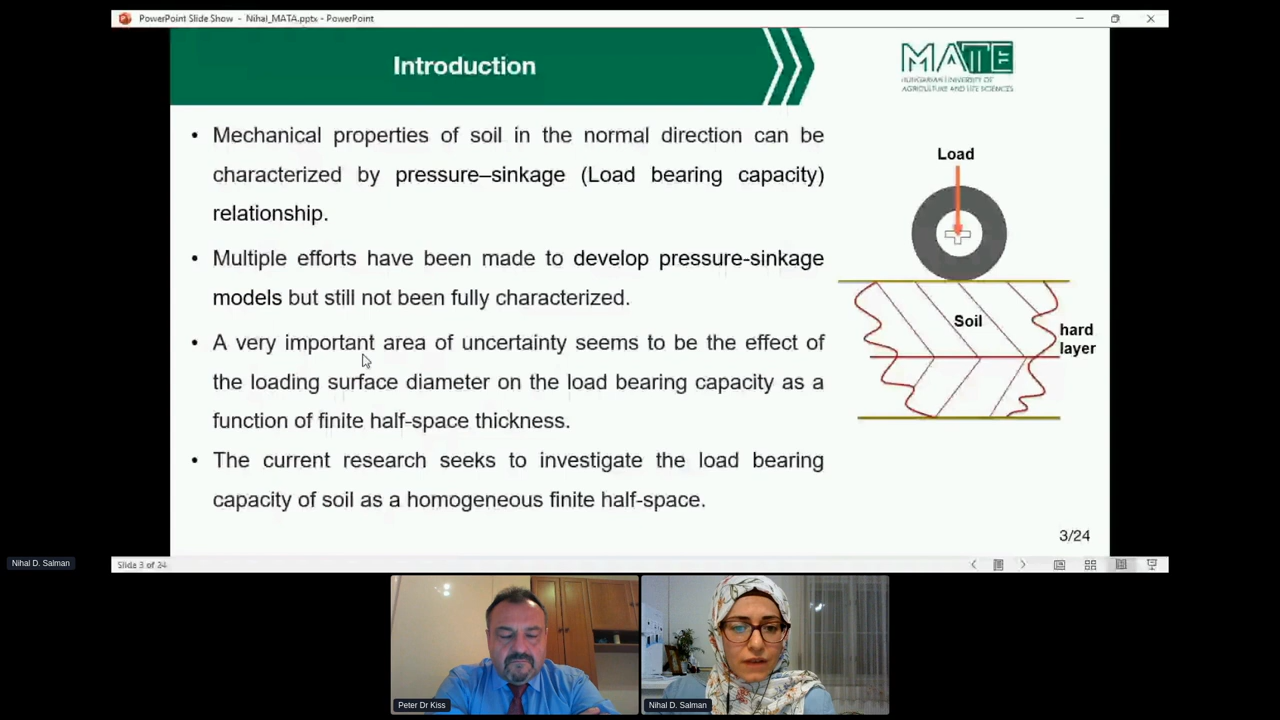 PowerPoint Slide Show - Nihal_MATA.pptx - PowerPoint
Introduction
MATE
HUNGARIAN UNIVERSITY OF
AGRICULTURE AND LIFE SCIENCES
• Mechanical properties of soil in the normal direction can be
characterized by pressure–sinkage (Load bearing capacity)
relationship.
• Multiple efforts have been made to develop pressure-sinkage
models but still not been fully characterized.
• A very important area of uncertainty seems to be the effect of
the loading surface diameter on the load bearing capacity as a
function of finite half-space thickness.
• The current research seeks to investigate the load bearing
capacity of soil as a homogeneous finite half-space.
Load
Soil
hard
layer
3/24
Slide 3 of 24
Nihal D. Salman
Peter Dr Kiss
Nihal D. Salman